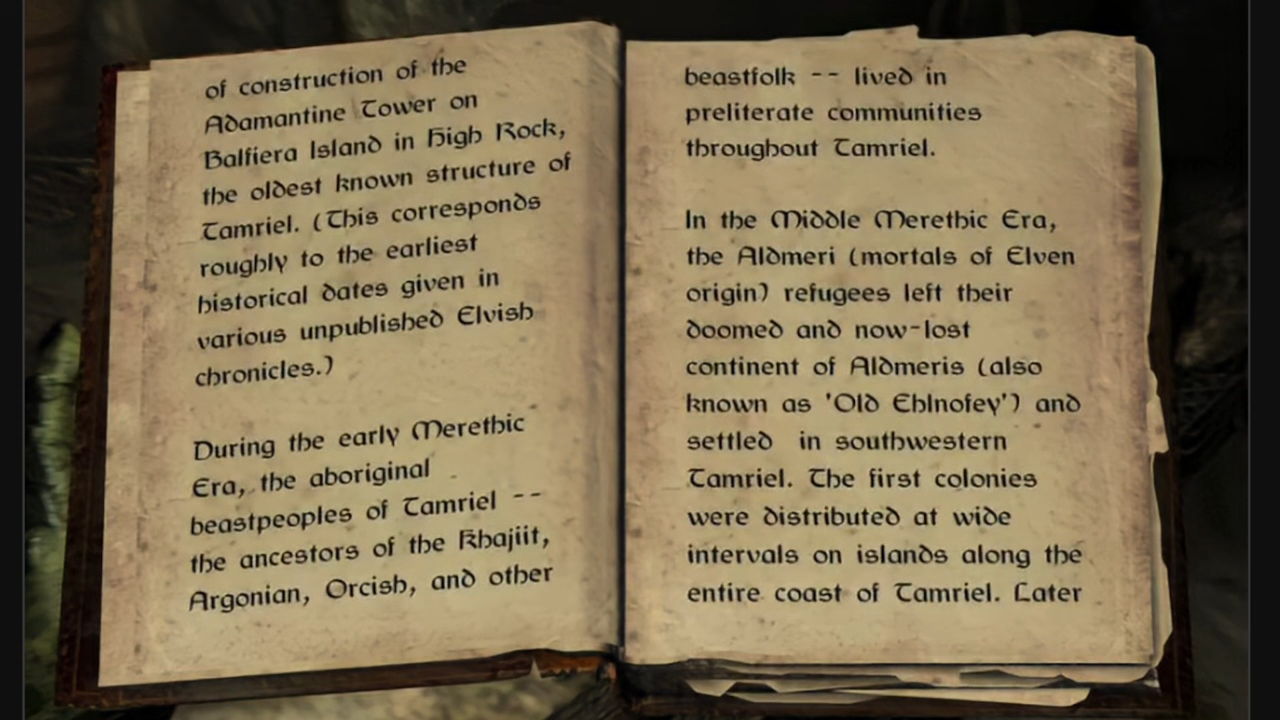 of construction of the
Adamantine Tower on
Balfiera Island in High Rock,
the oldest known structure of
Tamriel. (This corresponds
roughly to the earliest
historical dates given in
various unpublished Elvish
chronicles.)
During the early Merethic
Era, the aboriginal
beastpeoples of Tamriel --
the ancestors of the Khajiit,
Argonian, Orcish, and other
beastfolk -- lived in
preliterate communities
throughout Tamriel.
In the Middle Merethic Era,
the Aldmeri (mortals of Elven
origin) refugees left their
doomed and now-lost
continent of Aldmeris (also
known as 'Old Ehlnofey') and
settled in southwestern
Tamriel. The first colonies
were distributed at wide
intervals on islands along the
entire coast of Tamriel. Later